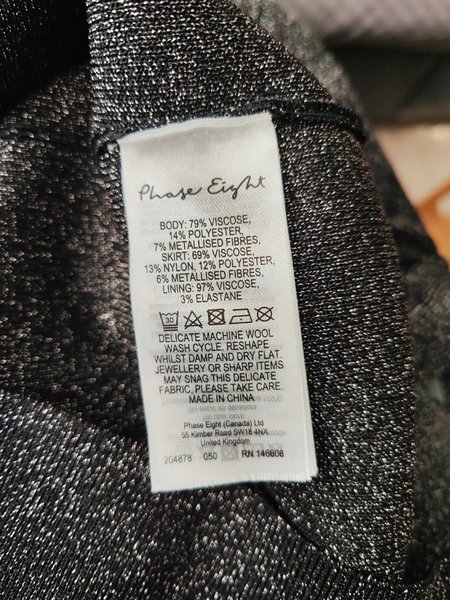 Phase Eight
BODY: 79% VISCOSE,
14% POLYESTER,
7% METALLISED FIBRES,
SKIRT: 69% VISCOSE,
13% NYLON, 12% POLYESTER,
6% METALLISED FIBRES,
LINING: 97% VISCOSE,
3% ELASTANE
30
DELICATE MACHINE WOOL
WASH CYCLE. RESHAPE
WHILST DAMP AND DRY FLAT.
JEWELLERY OR SHARP ITEMS
MAY SNAG THIS DELICATE
FABRIC, PLEASE TAKE CARE.
MADE IN CHINA
Phase Eight (Canada) Ltd
55 Kimber Road SW18 4NX
United Kingdom
204878 050 RN 146608